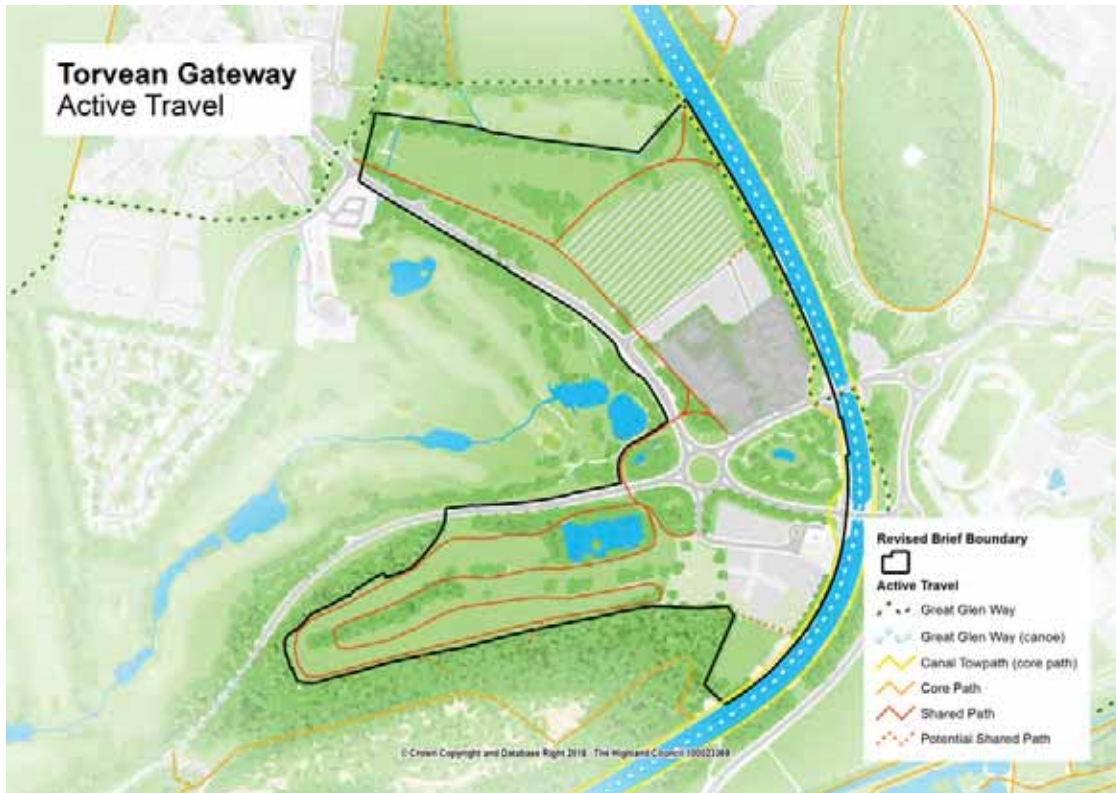 Torvean Gateway
Active Travel
Revised Brief Boundary
Active Travel
Great Glen Way
Great Glen Way (canoe)
Canal Towpath (core path)
Core Path
Shared Path
Potential Shared Path
© Crown Copyright and Database Right 2018 The Highland Council 100023369